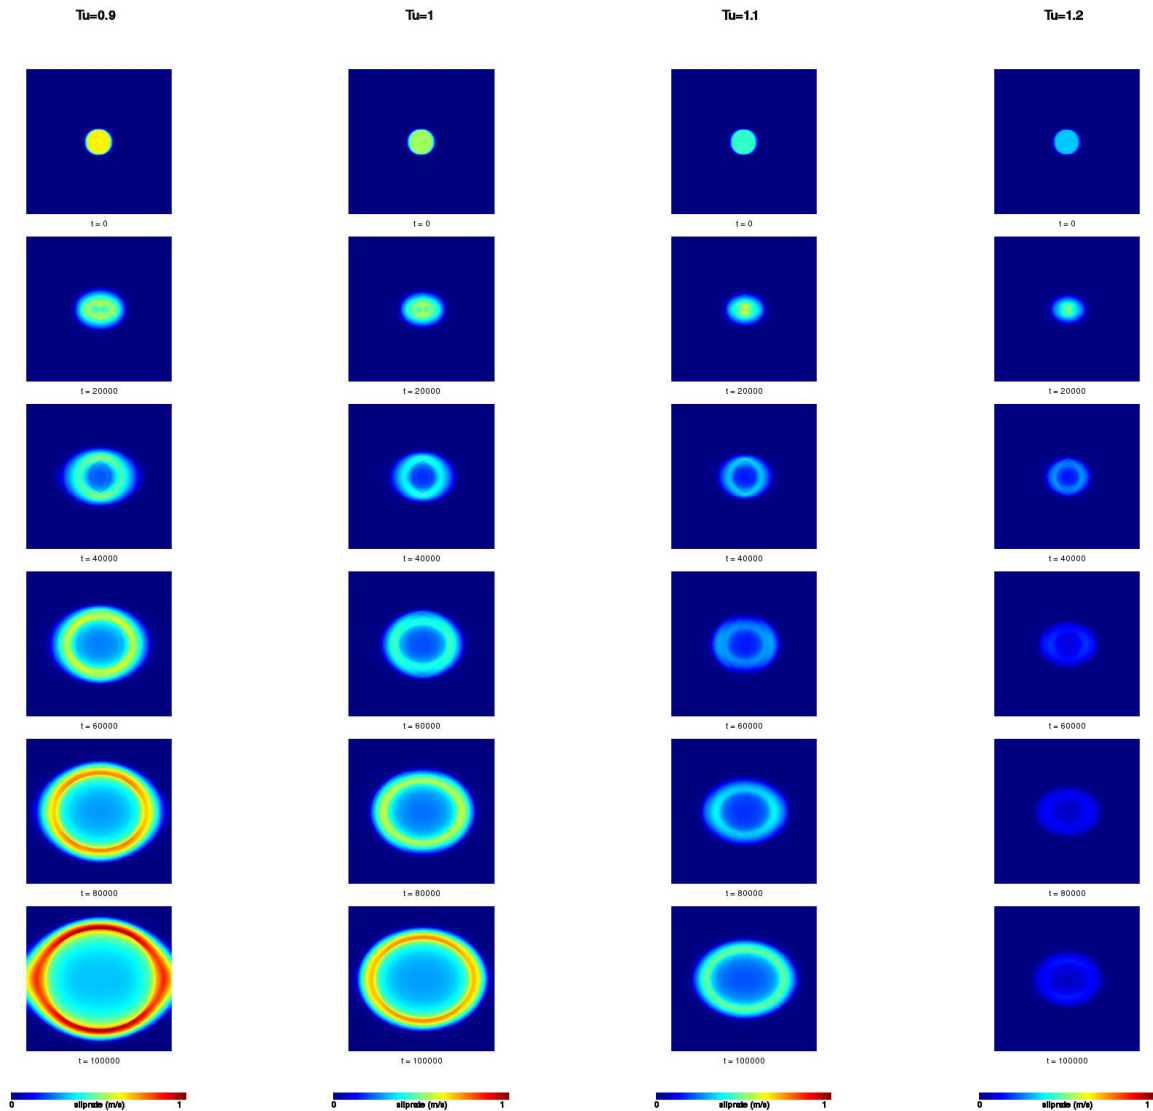 Tu=0.9 Tu=1 Tu=1.1 Tu=1.2
t = 0 t = 0 t = 0 t = 0
t = 20000 t = 20000 t = 20000 t = 20000
t = 40000 t = 40000 t = 40000 t = 40000
t = 60000 t = 60000 t = 60000 t = 60000
t = 80000 t = 80000 t = 80000 t = 80000
t = 100000 t = 100000 t = 100000 t = 100000
0 sliprate (m/s) 1 0 sliprate (m/s) 1 0 sliprate (m/s) 1 0 sliprate (m/s) 1